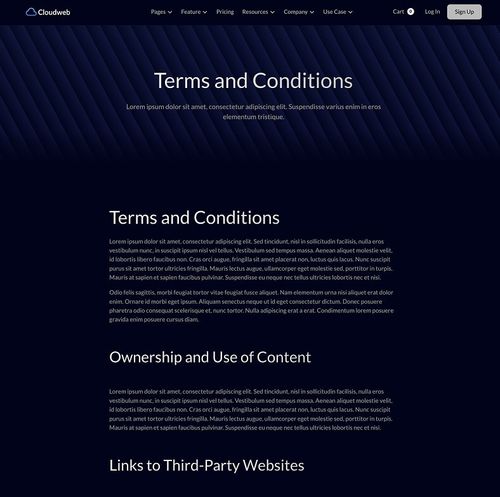 Cloudweb Pages Feature Pricing Resources Company Use Case Cart 0 Log In Sign Up
Terms and Conditions
Lorem ipsum dolor sit amet, consectetur adipiscing elit. Suspendisse varius enim in eros
elementum tristique.
Terms and Conditions
Lorem ipsum dolor sit amet, consectetur adipiscing elit. Sed tincidunt, nisl in sollicitudin facilisis, nulla eros
vestibulum nunc, in suscipit ipsum nisl vel tellus. Vestibulum sed tempus massa. Aenean aliquet molestie velit,
id lobortis libero faucibus non. Cras orci augue, fringilla sit amet placerat quis, luctus quis lacus. Nunc suscipit
purus sit amet tortor ultricies fringilla. Mauris lectus augue, ullamcorper eget molestie sed, porttitor in turpis.
Mauris at sapien et sapien faucibus pulvinar. Suspendisse eu neque nec tellus ultricies lobortis nec et nisi.
Odio felis sagittis, morbi feugiat tortor vitae feugiat fusce aliquet. Nam elementum urna nisi aliquet erat dolor
enim. Ornare id morbi eget ipsum. Aliquam senectus neque ut id eget consectetur dictum. Donec posuere
pharetra odio consequat scelerisque et, nunc tortor. Nulla adipiscing erat a erat. Condimentum lorem posuere
gravida enim posuere cursus diam.
Ownership and Use of Content
Lorem ipsum dolor sit amet, consectetur adipiscing elit. Sed tincidunt, nisl in sollicitudin facilisis, nulla eros
vestibulum nunc, in suscipit ipsum nisl vel tellus. Vestibulum sed tempus massa. Aenean aliquet molestie velit,
id lobortis libero faucibus non. Cras orci augue, fringilla sit amet placerat quis, luctus quis lacus. Nunc suscipit
purus sit amet tortor ultricies fringilla. Mauris lectus augue, ullamcorper eget molestie sed, porttitor in turpis.
Mauris at sapien et sapien faucibus pulvinar. Suspendisse eu neque nec tellus ultricies lobortis nec et nisi.
Links to Third-Party Websites